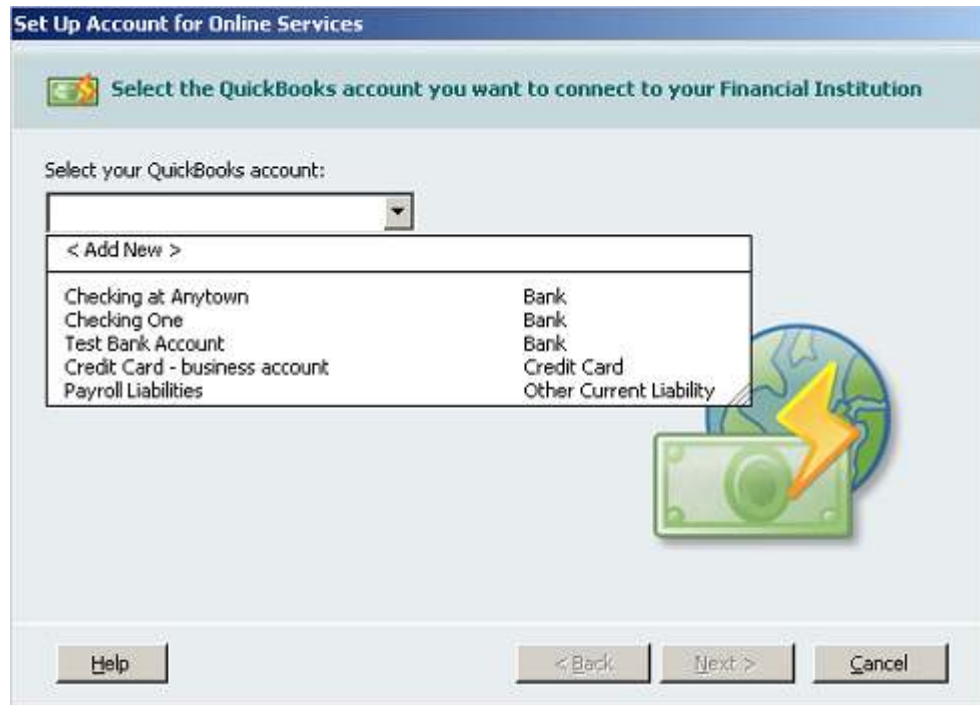 Set Up Account for Online Services
Select the QuickBooks account you want to connect to your Financial Institution
Select your QuickBooks account:
< Add New >
Checking at Anytown Bank
Checking One Bank
Test Bank Account Bank
Credit Card - business account Credit Card
Payroll Liabilities Other Current Liability
Help < Back Next > Cancel